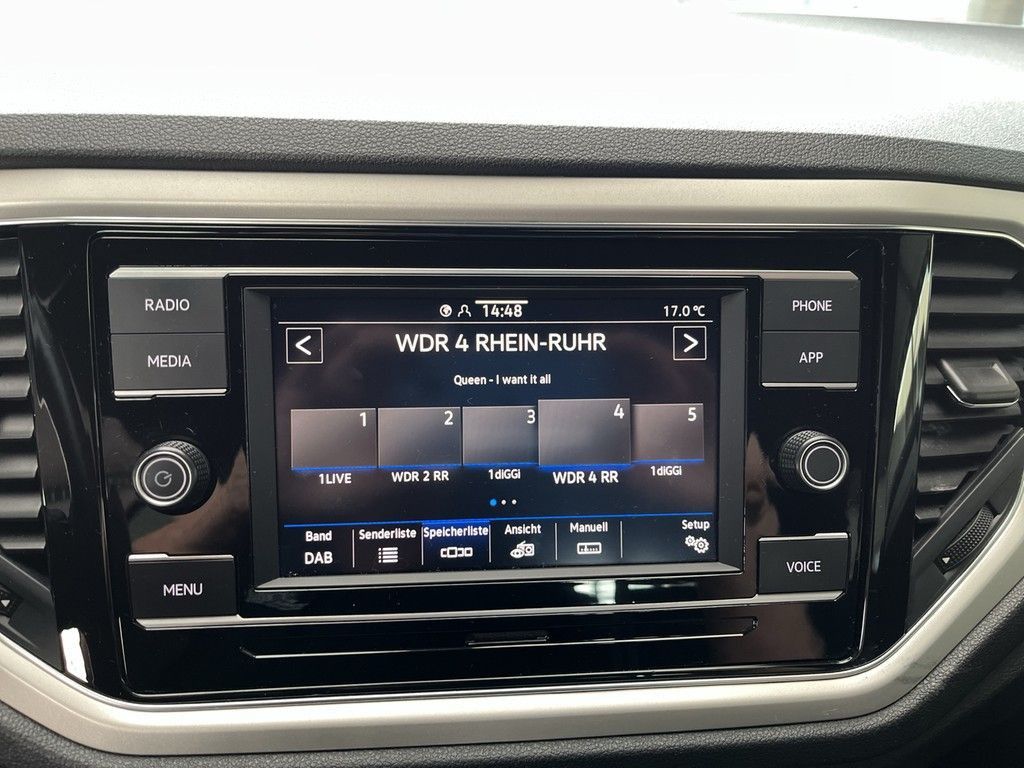 RADIO
MEDIA
MENU
14:48
17.0 °C
<
WDR 4 RHEIN-RUHR
>
Queen - I want it all
1 2 3 4 5
1LIVE WDR 2 RR 1diGGi WDR 4 RR 1diGGi
Band Senderliste Speicherliste Ansicht Manuell Setup
DAB
PHONE
APP
VOICE